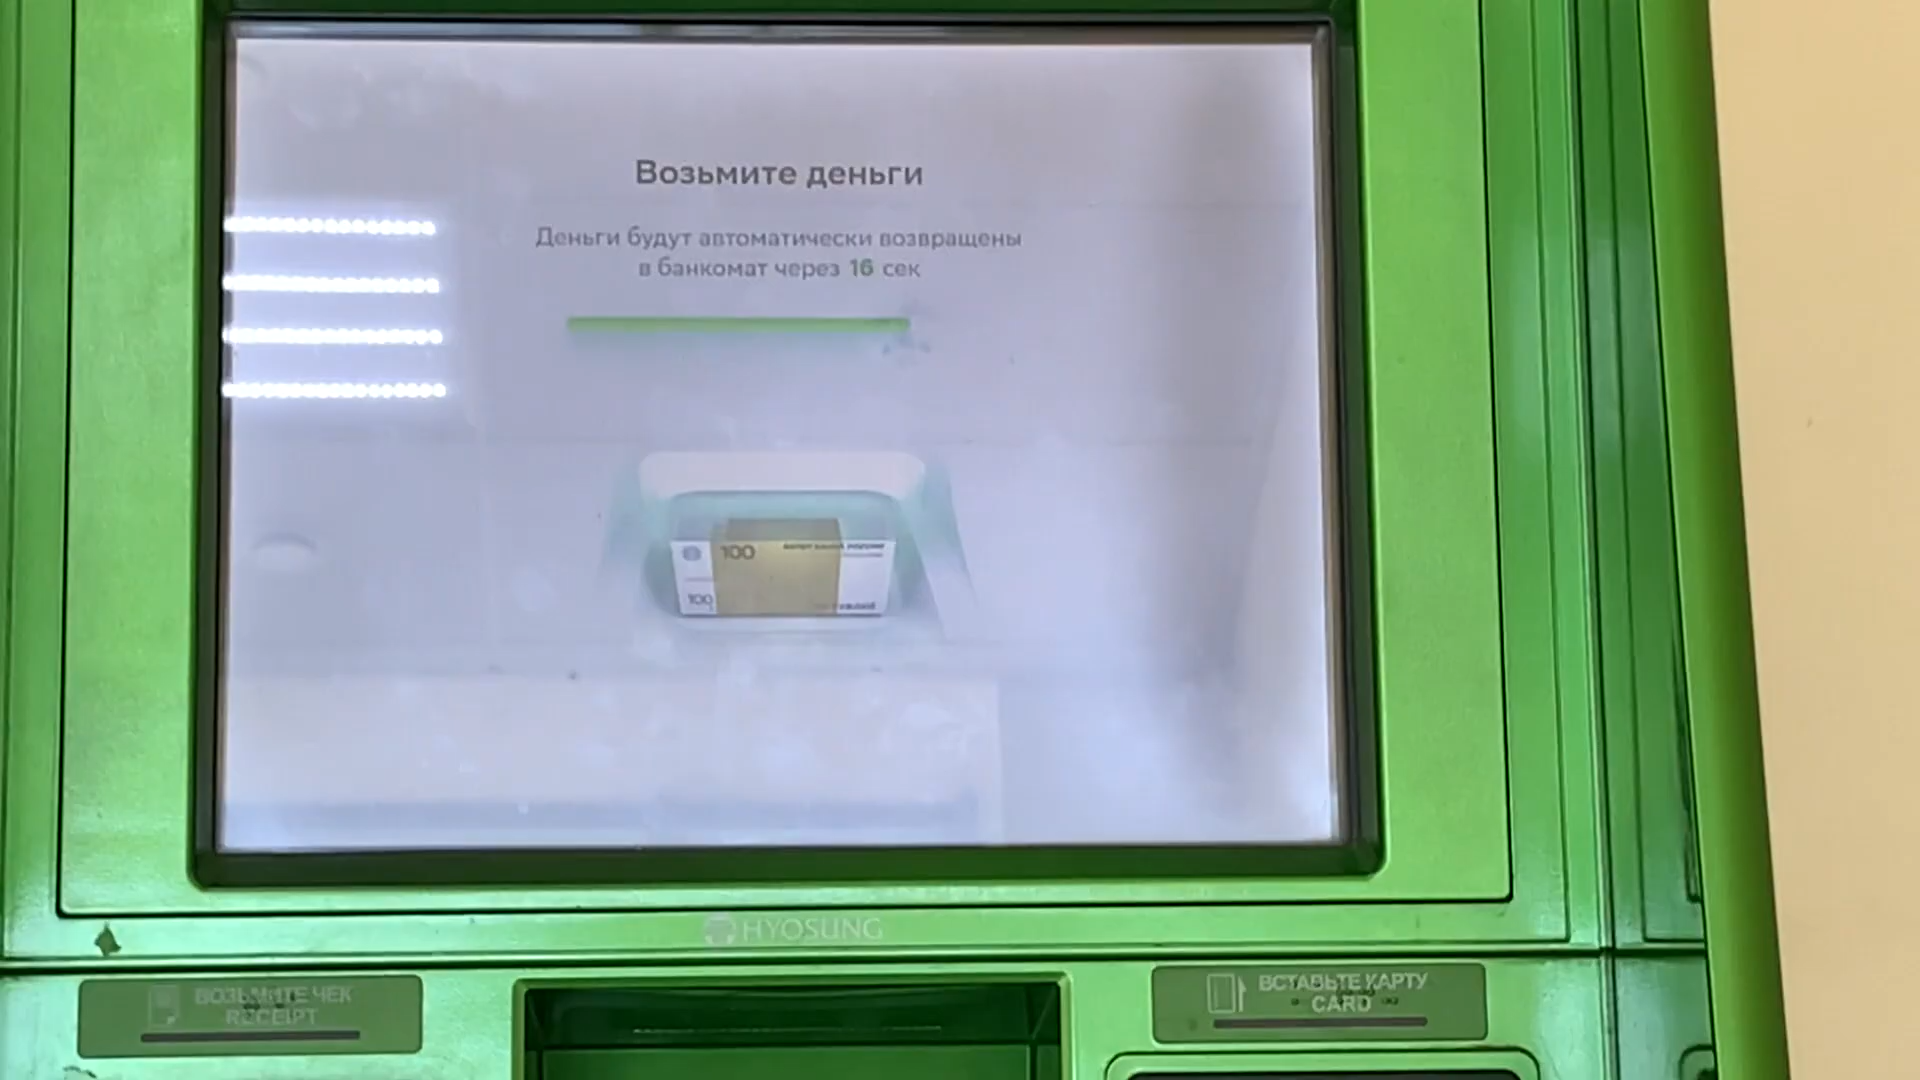 Возьмите деньги
Деньги будут автоматически возвращены
в банкомат через 16 сек
100
100
HYOSUNG
ВОЗЬМИТЕ ЧЕК
RECEIPT
ВСТАВЬТЕ КАРТУ
CARD